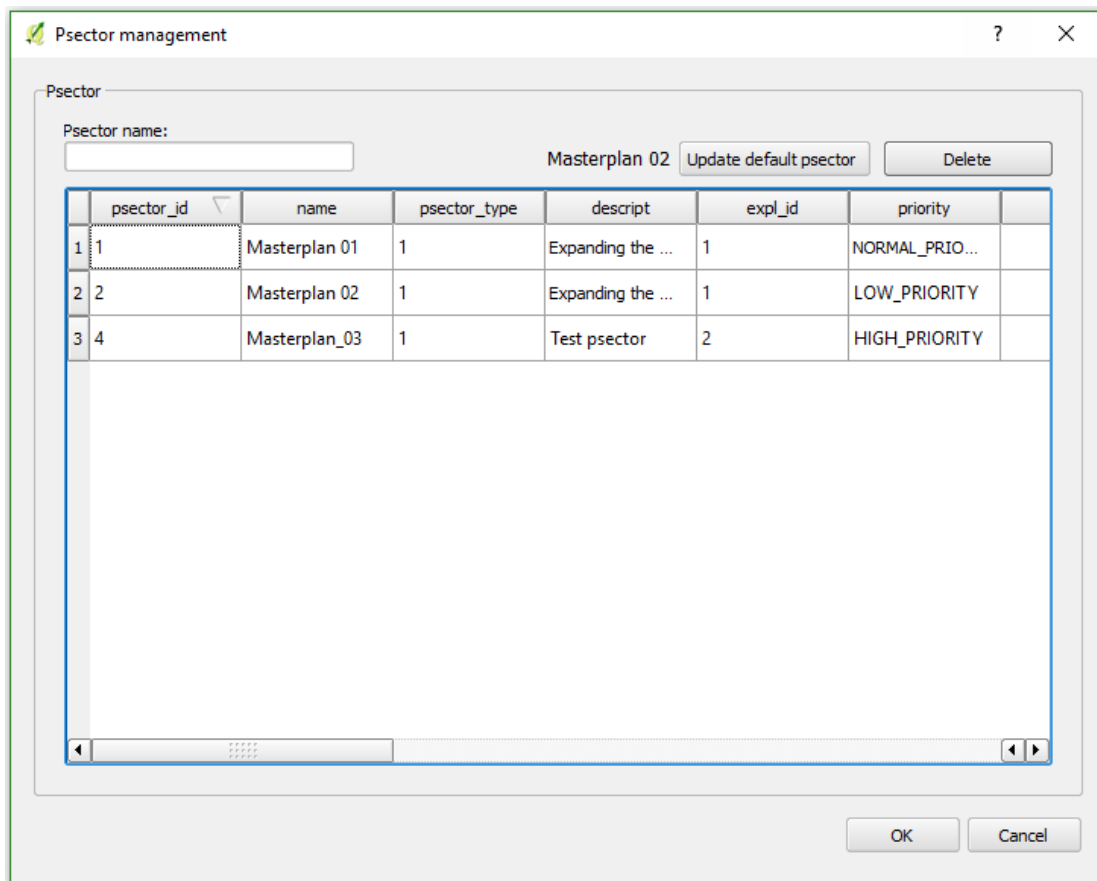 Psector management ?
Psector
Psector name:
Masterplan 02 Update default psector Delete
psector_id name psector_type descript expl_id priority
1 1 Masterplan 01 1 Expanding the ... 1 NORMAL_PRIO...
2 2 Masterplan 02 1 Expanding the ... 1 LOW_PRIORITY
3 4 Masterplan_03 1 Test psector 2 HIGH_PRIORITY
OK Cancel